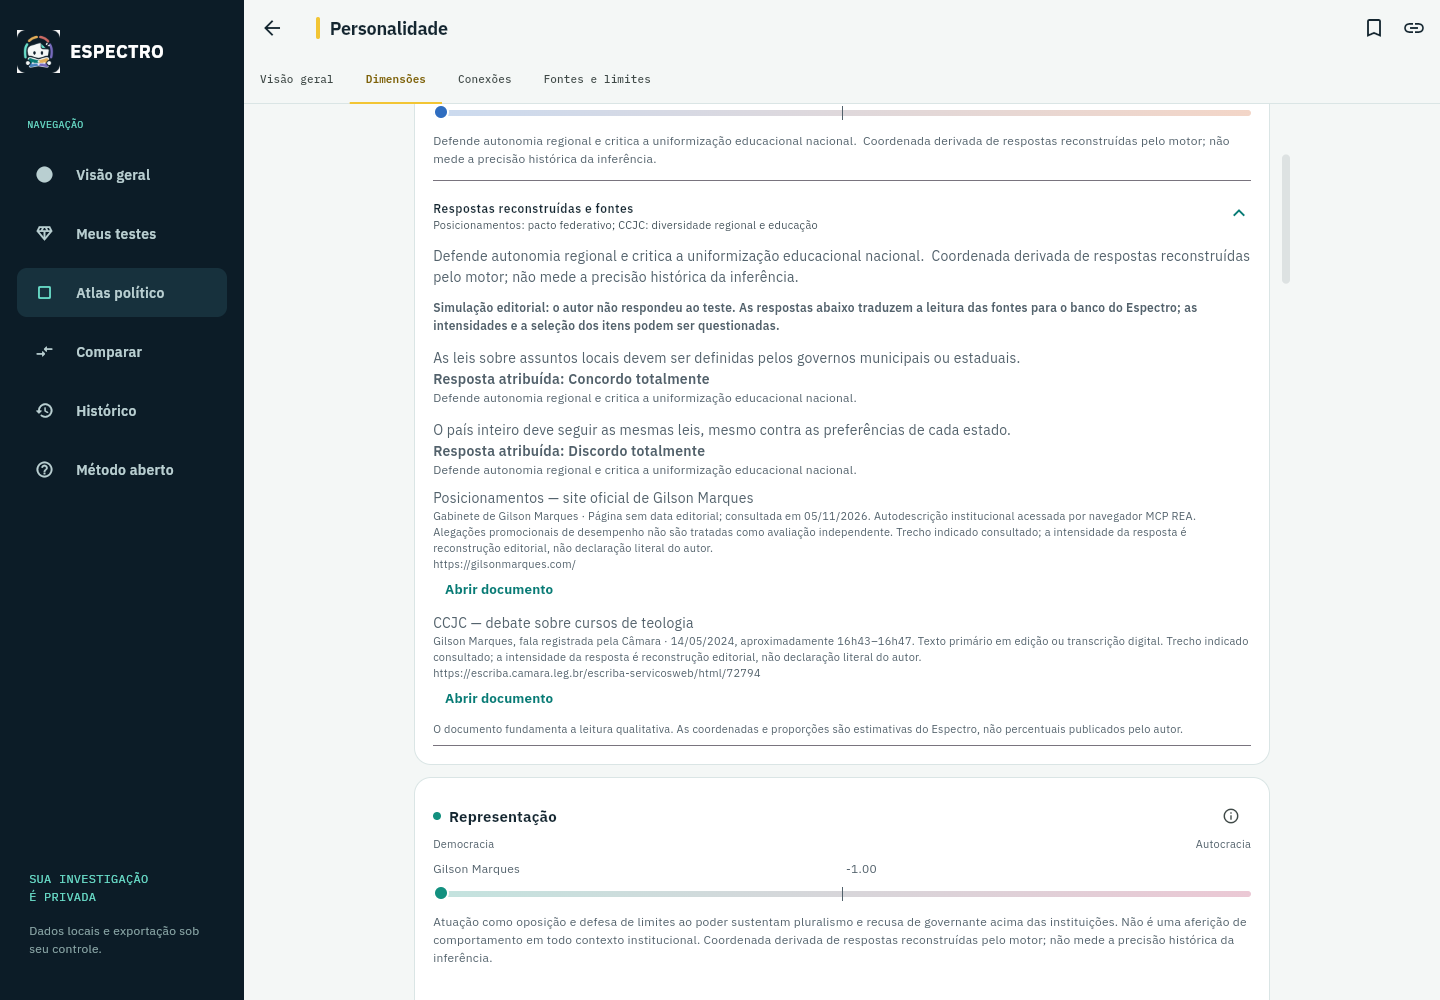 ESPECTRO
NAVEGAÇÃO
Visão geral
Meus testes
Atlas político
Comparar
Histórico
Método aberto
SUA INVESTIGAÇÃO
É PRIVADA
Dados locais e exportação sob
seu controle.
Personalidade
Visão geral
Dimensões
Conexões
Fontes e limites
Defende autonomia regional e critica a uniformização educacional nacional.  Coordenada derivada de respostas reconstruídas pelo motor; não
mede a precisão histórica da inferência.
Respostas reconstruídas e fontes
Posicionamentos: pacto federativo; CCJC: diversidade regional e educação
Defende autonomia regional e critica a uniformização educacional nacional.  Coordenada derivada de respostas reconstruídas
pelo motor; não mede a precisão histórica da inferência.
Simulação editorial: o autor não respondeu ao teste. As respostas abaixo traduzem a leitura das fontes para o banco do Espectro; as
intensidades e a seleção dos itens podem ser questionadas.
As leis sobre assuntos locais devem ser definidas pelos governos municipais ou estaduais.
Resposta atribuída: Concordo totalmente
Defende autonomia regional e critica a uniformização educacional nacional.
O país inteiro deve seguir as mesmas leis, mesmo contra as preferências de cada estado.
Resposta atribuída: Discordo totalmente
Defende autonomia regional e critica a uniformização educacional nacional.
Posicionamentos — site oficial de Gilson Marques
Gabinete de Gilson Marques · Página sem data editorial; consultada em 05/11/2026. Autodescrição institucional acessada por navegador MCP REA.
Alegações promocionais de desempenho não são tratadas como avaliação independente. Trecho indicado consultado; a intensidade da resposta é
reconstrução editorial, não declaração literal do autor.
https://gilsonmarques.com/
Abrir documento
CCJC — debate sobre cursos de teologia
Gilson Marques, fala registrada pela Câmara · 14/05/2024, aproximadamente 16h43–16h47. Texto primário em edição ou transcrição digital. Trecho indicado
consultado; a intensidade da resposta é reconstrução editorial, não declaração literal do autor.
https://escriba.camara.leg.br/escriba-servicosweb/html/72794
Abrir documento
O documento fundamenta a leitura qualitativa. As coordenadas e proporções são estimativas do Espectro, não percentuais publicados pelo autor.
Representação
Democracia
Autocracia
Gilson Marques
-1.00
Atuação como oposição e defesa de limites ao poder sustentam pluralismo e recusa de governante acima das instituições. Não é uma aferição de
comportamento em todo contexto institucional. Coordenada derivada de respostas reconstruídas pelo motor; não mede a precisão histórica da
inferência.